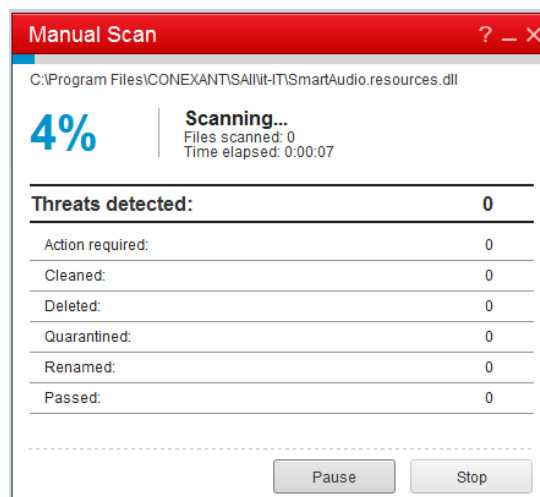 Manual Scan ? _ X
C:\Program Files\CONEXANT\SAII\it-IT\SmartAudio.resources.dll
4%
Scanning...
Files scanned: 0
Time elapsed: 0:00:07
Threats detected: 0
Action required: 0
Cleaned: 0
Deleted: 0
Quarantined: 0
Renamed: 0
Passed: 0
Pause Stop